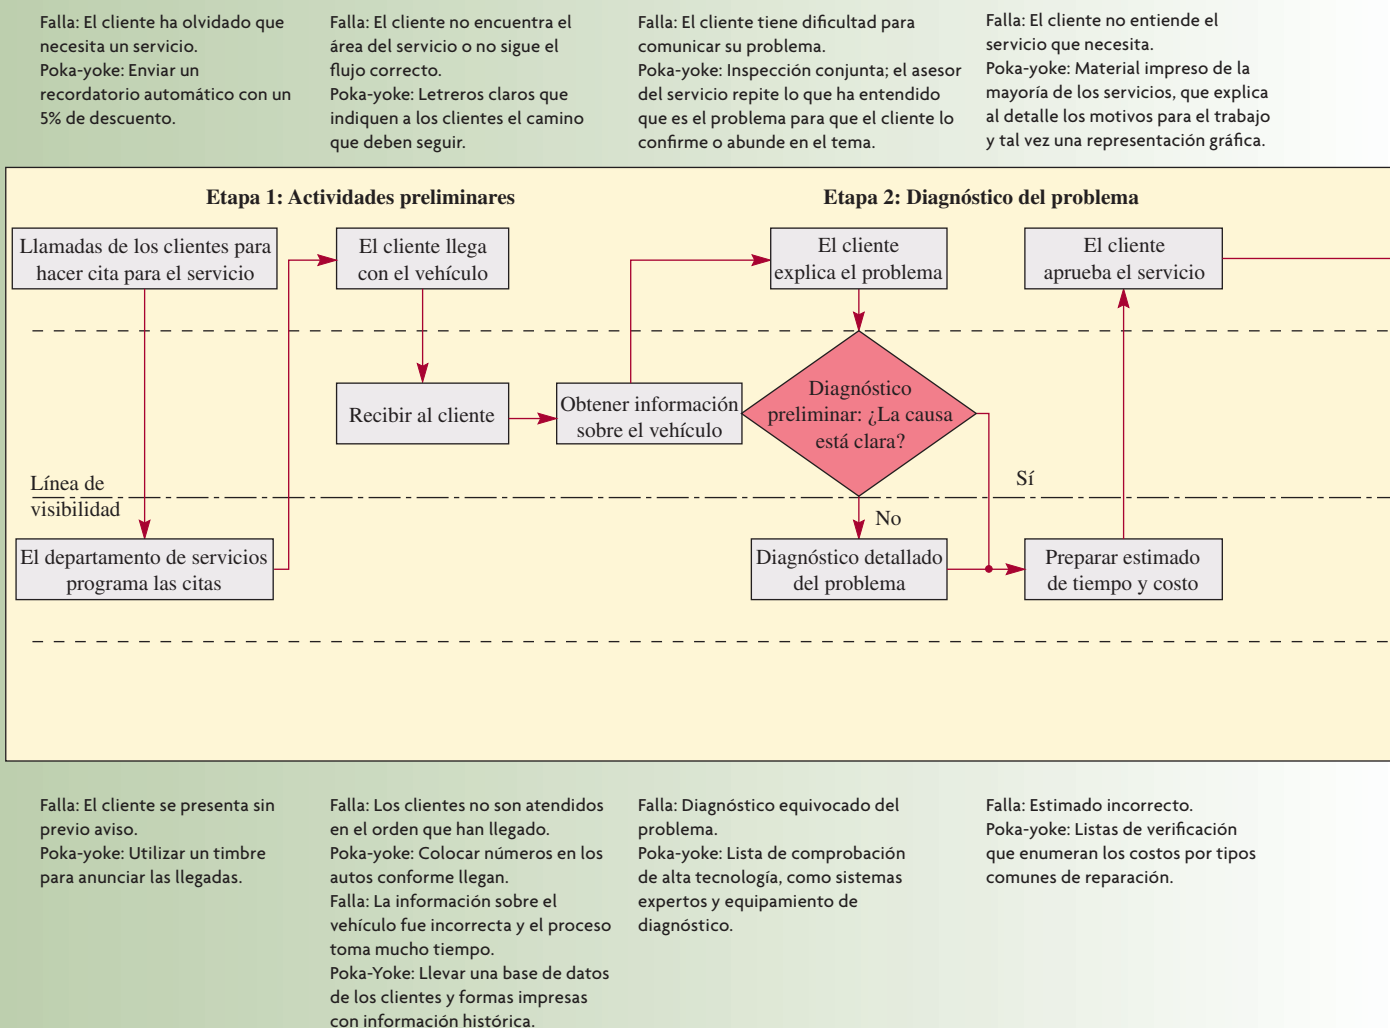 Falla: El cliente ha olvidado que
necesita un servicio.
Poka-yoke: Enviar un
recordatorio automático con un
5% de descuento.
Falla: El cliente no encuentra el
área del servicio o no sigue el
flujo correcto.
Poka-yoke: Letreros claros que
indiquen a los clientes el camino
que deben seguir.
Falla: El cliente tiene dificultad para
comunicar su problema.
Poka-yoke: Inspección conjunta; el asesor
del servicio repite lo que ha entendido
que es el problema para que el cliente lo
confirme o abunde en el tema.
Falla: El cliente no entiende el
servicio que necesita.
Poka-yoke: Material impreso de la
mayoría de los servicios, que explica
al detalle los motivos para el trabajo
y tal vez una representación gráfica.
Etapa 1: Actividades preliminares
Etapa 2: Diagnóstico del problema
Llamadas de los clientes para
hacer cita para el servicio
El cliente llega
con el vehículo
El cliente
explica el problema
El cliente
aprueba el servicio
Recibir al cliente
Obtener información
sobre el vehículo
Diagnóstico
preliminar: ¿La causa
está clara?
Línea de
visibilidad
Sí
No
El departamento de servicios
programa las citas
Diagnóstico detallado
del problema
Preparar estimado
de tiempo y costo
Falla: El cliente se presenta sin
previo aviso.
Poka-yoke: Utilizar un timbre
para anunciar las llegadas.
Falla: Los clientes no son atendidos
en el orden que han llegado.
Poka-yoke: Colocar números en los
autos conforme llegan.
Falla: La información sobre el
vehículo fue incorrecta y el proceso
toma mucho tiempo.
Poka-Yoke: Llevar una base de datos
de los clientes y formas impresas
con información histórica.
Falla: Diagnóstico equivocado del
problema.
Poka-yoke: Lista de comprobación
de alta tecnología, como sistemas
expertos y equipamiento de
diagnóstico.
Falla: Estimado incorrecto.
Poka-yoke: Listas de verificación
que enumeran los costos por tipos
comunes de reparación.